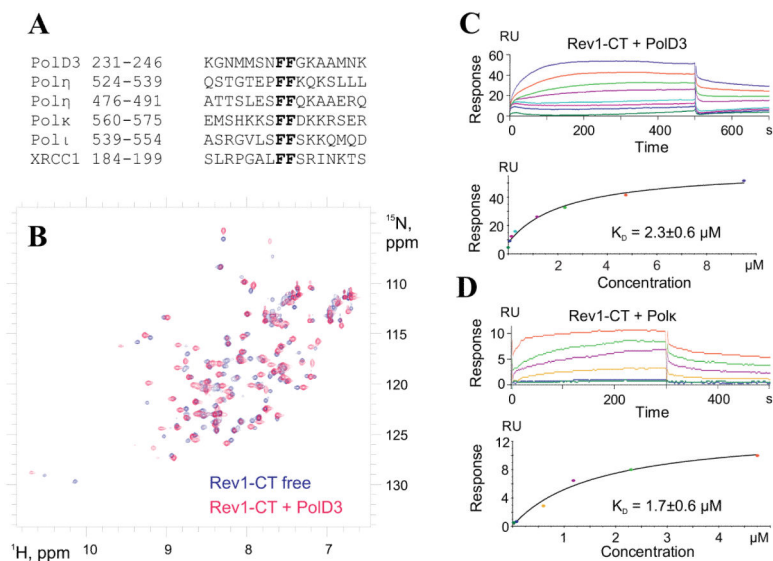 A
PolD3 231-246 KGNMMSNFFGKAAMNK
Polη 524-539 QSTGTEPFFKQKSLLL
Polη 476-491 ATTSLESFFQKAAERQ
Polκ 560-575 EMSHKKSFFDKKRSER
Polι 539-554 ASRGVLSFFSKKQMQD
XRCC1 184-199 SLRPGALFFSRINKTS
B
15N, ppm
110
115
120
125
130
Rev1-CT free
Rev1-CT + PolD3
1H, ppm 10 9 8 7
C
RU
Rev1-CT + PolD3
Response
60
40
20
0
0 200 400 600 s
Time
RU
Response
40
20
0
KD = 2.3±0.6 μM
0 2 4 6 8 μM
Concentration
D
RU
Rev1-CT + Polκ
Response
10
5
0
0 200 400 s
Time
RU
Response
12
8
4
0
KD = 1.7±0.6 μM
1 2 3 4 μM
Concentration